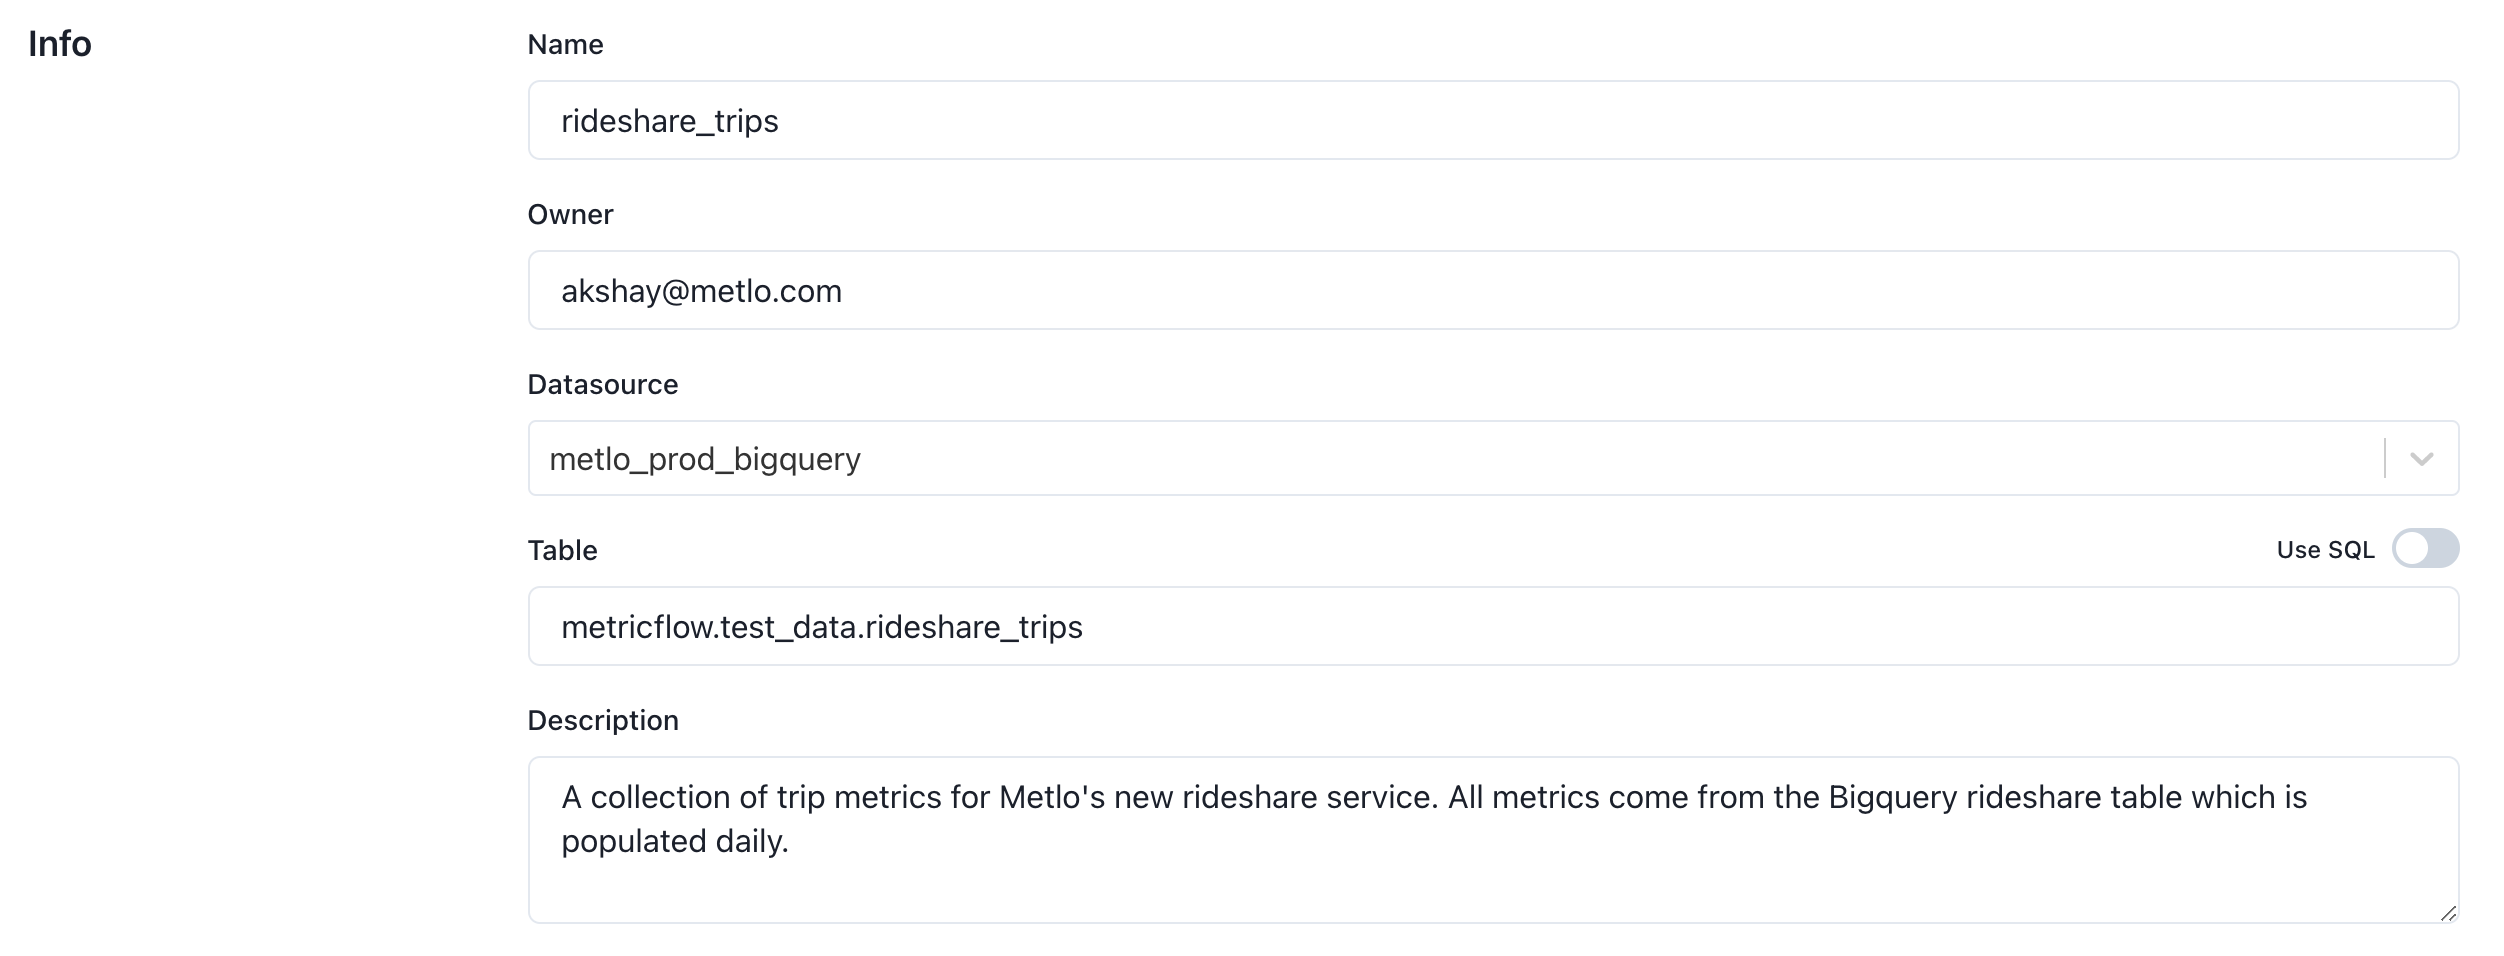 Info
Name
rideshare_trips
Owner
akshay@metlo.com
Datasource
metlo_prod_bigquery
Table
Use SQL
metricflow.test_data.rideshare_trips
Description
A collection of trip metrics for Metlo's new rideshare service. All metrics come from the Bigquery rideshare table which is
populated daily.